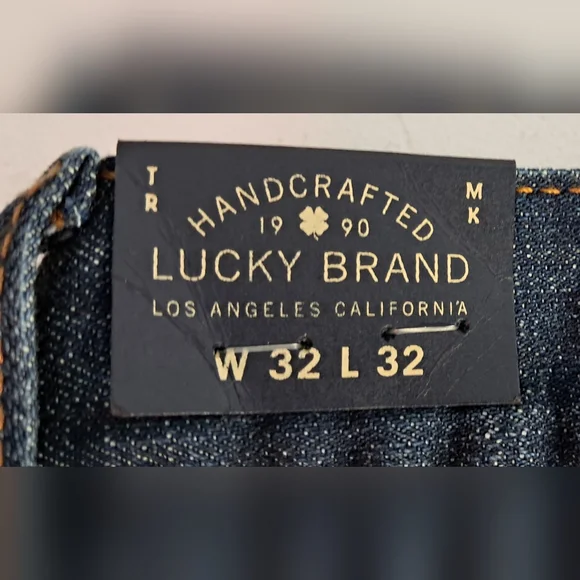 TR MK
HANDCRAFTED
19 90
LUCKY BRAND
LOS ANGELES CALIFORNIA
W 32 L 32